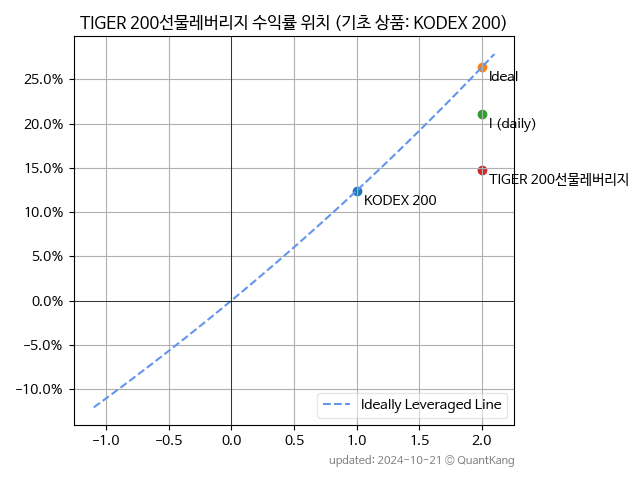 TIGER 200선물레버리지 수익률 위치 (기초 상품: KODEX 200)
25.0%
20.0%
15.0%
10.0%
5.0%
0.0%
−5.0%
−10.0%
Ideal
I (daily)
TIGER 200선물레버리지
KODEX 200
Ideally Leveraged Line
−1.0 −0.5 0.0 0.5 1.0 1.5 2.0
updated: 2024-10-21 © QuantKang